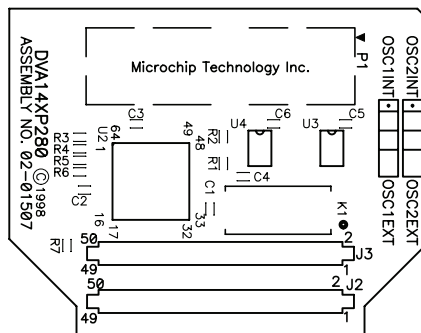 DVA14XP280 ©1998
ASSEMBLY NO. 02-01507
Microchip Technology Inc.
P1
OSC1INT
OSC2INT
OSC1EXT
OSC2EXT
C3
U4
C6
U3
C5
R3
R4
R5
R6
C2
U2
1
64
49
48
R2
R1
C4
C1
33
32
16
17
K1
R7
50
2
J3
49
1
50
2
J2
49
1